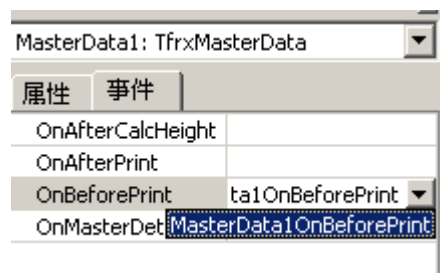 MasterData1: TfrxMasterData
属性 事件
OnAfterCalcHeight
OnAfterPrint
OnBeforePrint ta1OnBeforePrint
OnMasterDet MasterData1OnBeforePrint